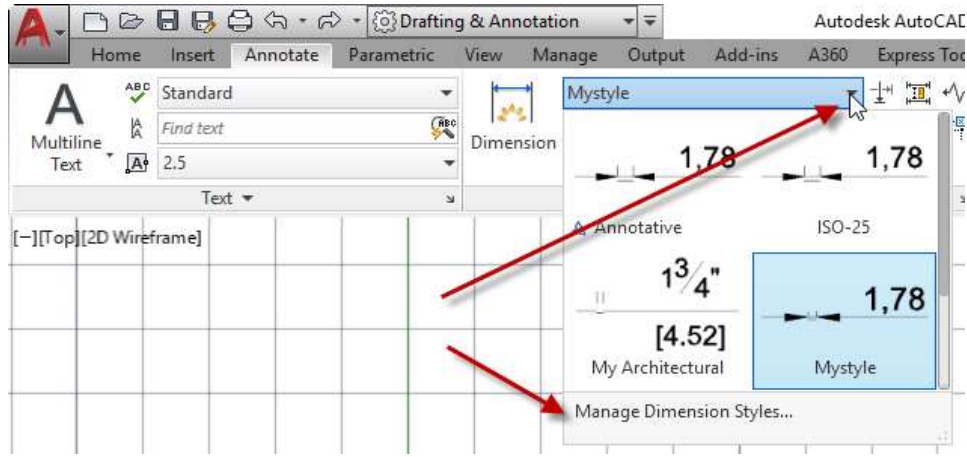 Drafting & Annotation
Autodesk AutoCAD
Home Insert Annotate Parametric View Manage Output Add-ins A360 Express Too
A
Multiline
Text
ABC
Standard
Find text
2.5
Text
Dimension
Mystyle
1,78
Annotative
1,78
ISO-25
1 3/4"
[4.52]
My Architectural
1,78
Mystyle
Manage Dimension Styles...
[−][Top][2D Wireframe]